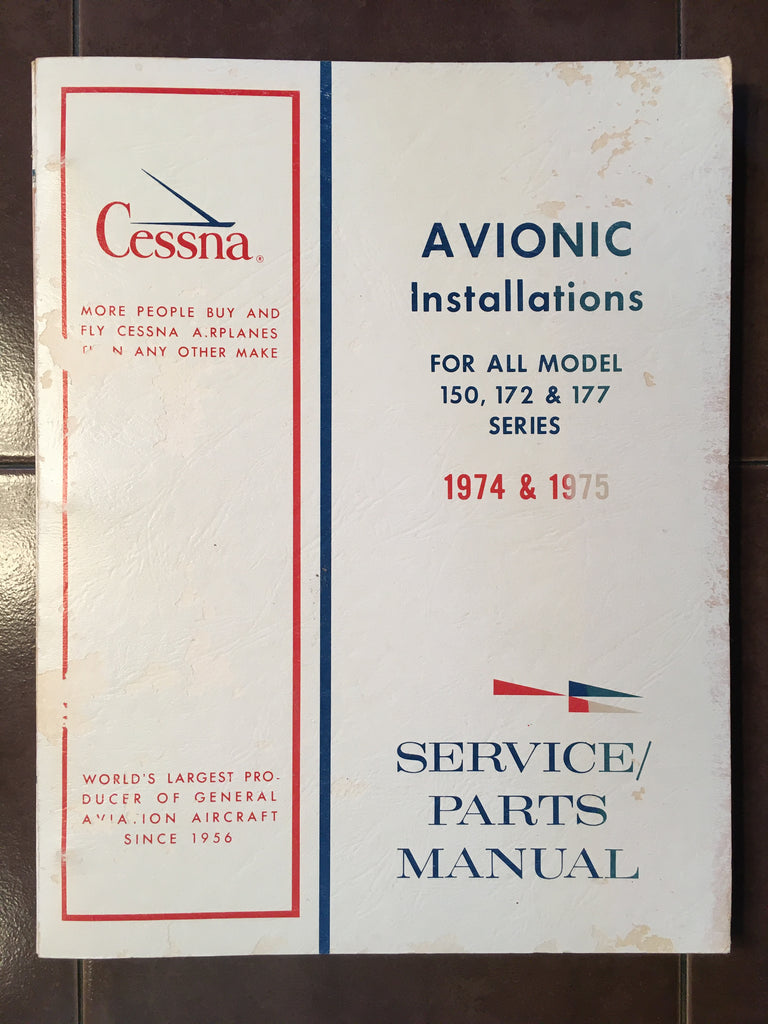 Cessna®
MORE PEOPLE BUY AND
FLY CESSNA A.RPLANES
ANY OTHER MAKE
WORLD'S LARGEST PRO-
DUCER OF GENERAL
AVIATION AIRCRAFT
SINCE 1956
AVIONIC
Installations
FOR ALL MODEL
150, 172 & 177
SERIES
1974 & 1975
SERVICE/
PARTS
MANUAL